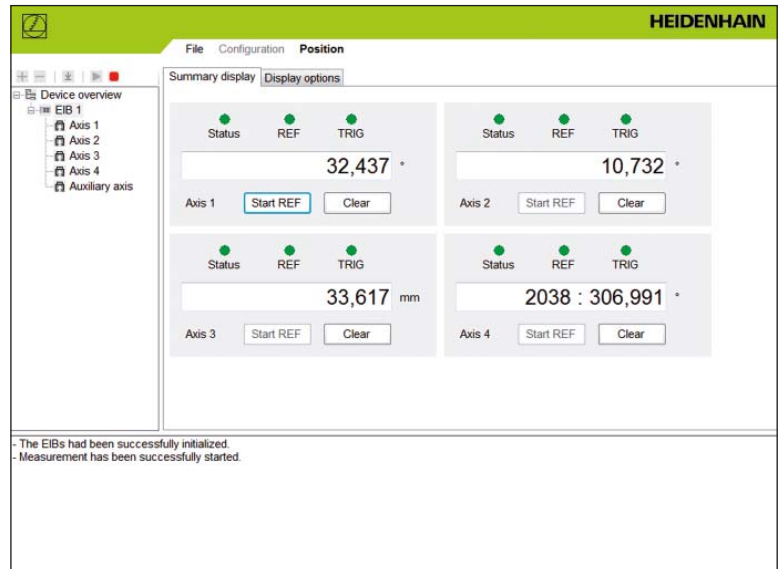 HEIDENHAIN
File Configuration Position
Summary display Display options
Device overview
EIB 1
Axis 1
Axis 2
Axis 3
Axis 4
Auxiliary axis
Status REF TRIG
32,437 °
Axis 1 Start REF Clear
Status REF TRIG
10,732 °
Axis 2 Start REF Clear
Status REF TRIG
33,617 mm
Axis 3 Start REF Clear
Status REF TRIG
2038 : 306,991 °
Axis 4 Start REF Clear
- The EIBs had been successfully initialized.
- Measurement has been successfully started.